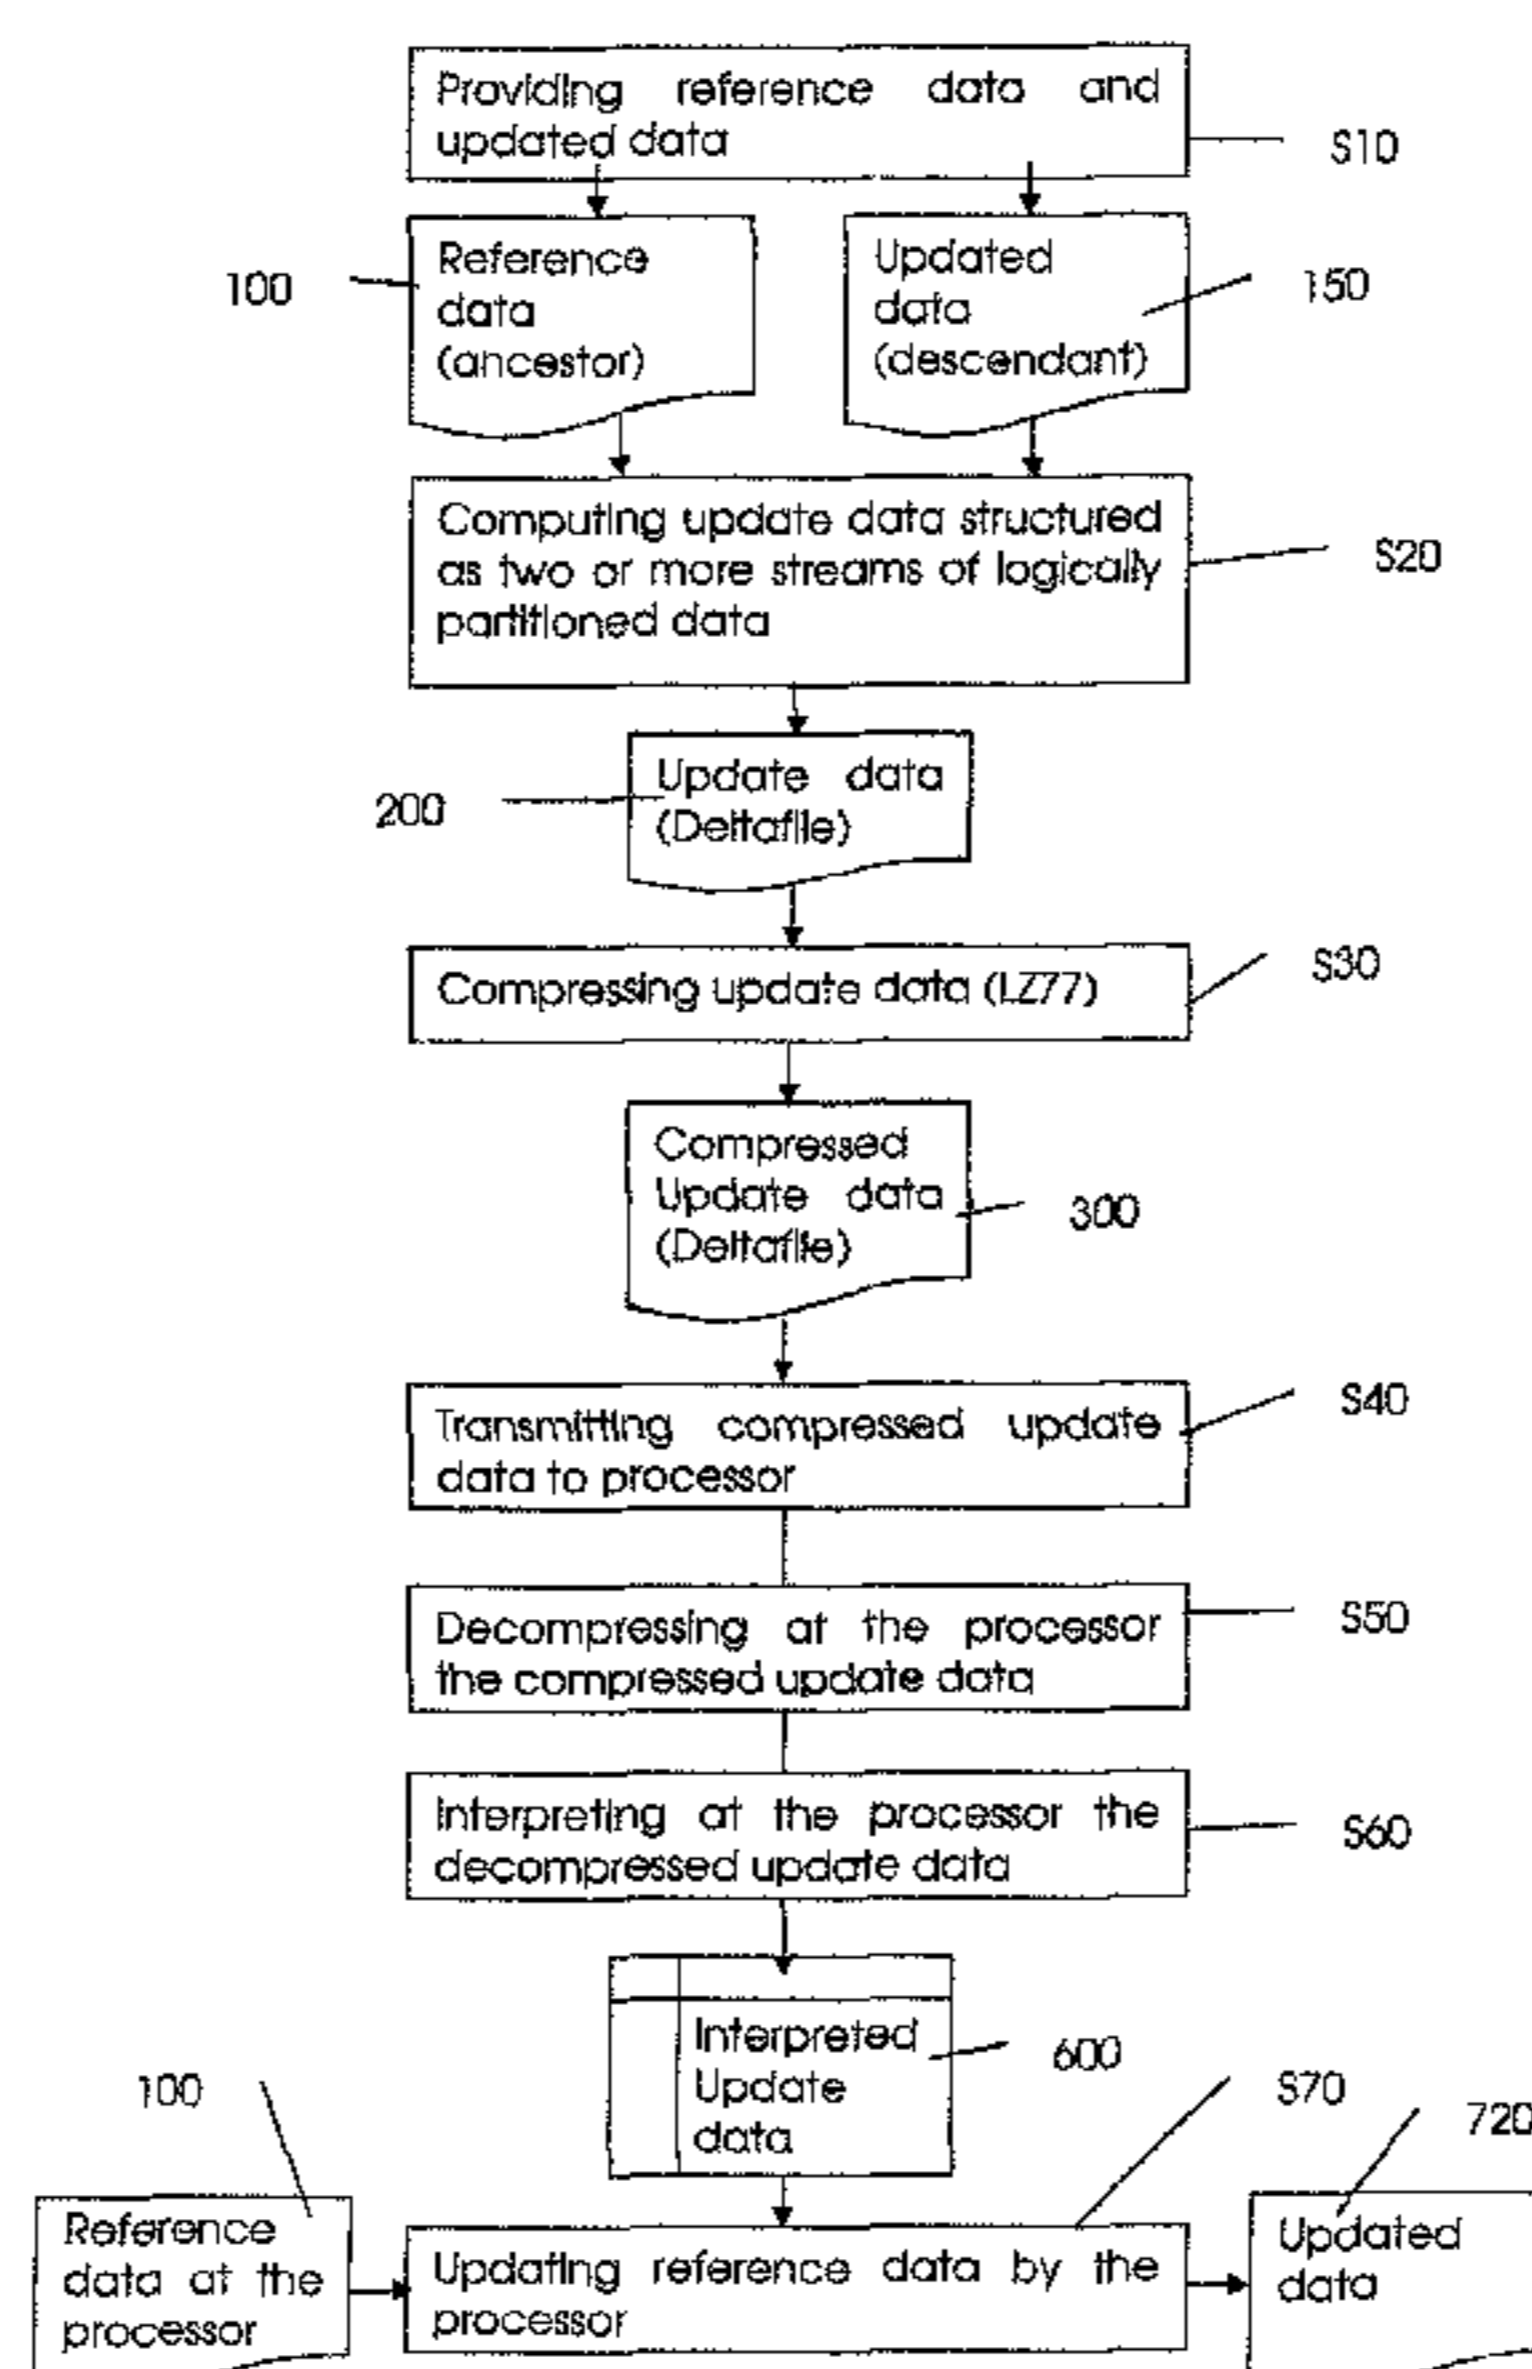 Providing reference data and
updated data
S10
100
Reference
data
(ancestor)
Updated
data
(descendant)
150
Computing update data structured
as two or more streams of logically
partitioned data
S20
200
Update data
(Deltafile)
Compressing update data (LZ77)
S30
Compressed
Update data
(Deltafile)
300
Transmitting compressed update
data to processor
S40
Decompressing at the processor
the compressed update data
S50
Interpreting at the processor the
decompressed update data
S60
Interpreted
Update
data
600
100
S70
720
Reference
data at the
processor
Updating reference data by the
processor
Updated
data